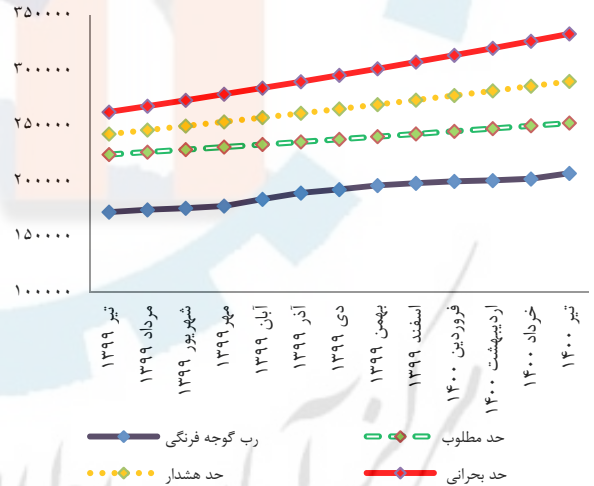 ۳۵۰۰۰۰
۳۰۰۰۰۰
۲۵۰۰۰۰
۲۰۰۰۰۰
۱۵۰۰۰۰
۱۰۰۰۰۰
تیر ۱۳۹۹
مرداد ۱۳۹۹
شهریور ۱۳۹۹
مهر ۱۳۹۹
آبان ۱۳۹۹
آذر ۱۳۹۹
دی ۱۳۹۹
بهمن ۱۳۹۹
اسفند ۱۳۹۹
فروردین ۱۴۰۰
اردیبهشت ۱۴۰۰
خرداد ۱۴۰۰
تیر ۱۴۰۰
حد مطلوب
رب گوجه فرنگی
حد بحرانی
حد هشدار